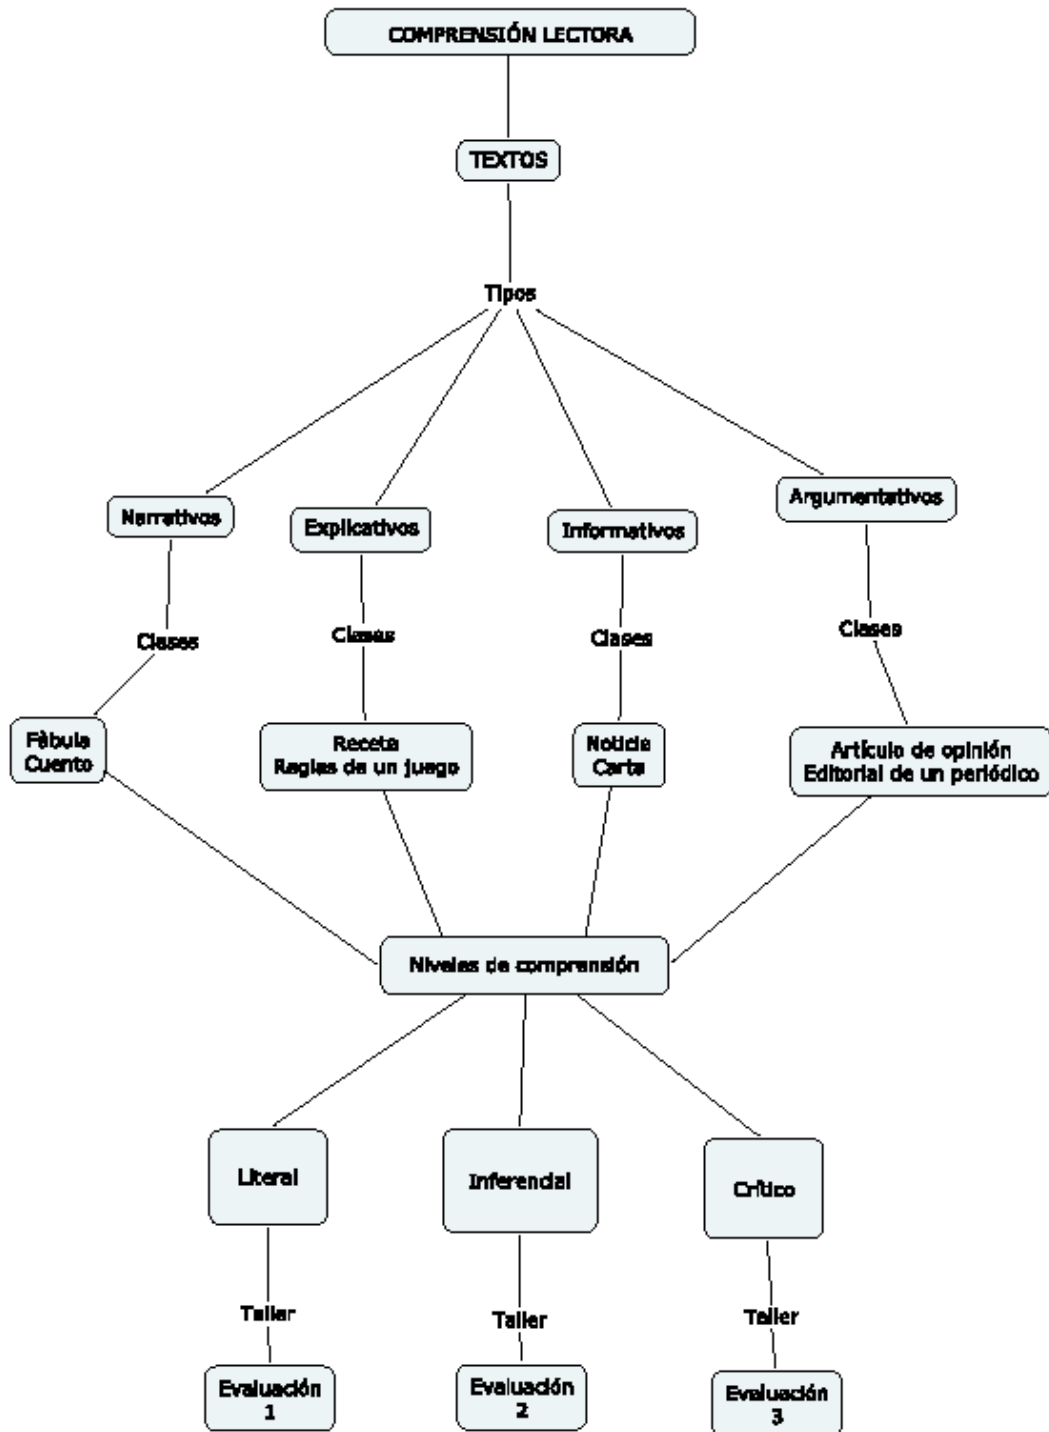 COMPRENSIÓN LECTORA
TEXTOS
Tipos
Narrativos
Explicativos
Informativos
Argumentativos
Clases
Clases
Clases
Clases
Fàbula
Cuento
Receta
Reglas de un juego
Noticia
Carta
Artículo de opinión
Editorial de un periódico
Niveles de comprensión
Literal
Inferencial
Crítico
Taller
Taller
Taller
Evaluación
1
Evaluación
2
Evaluación
3